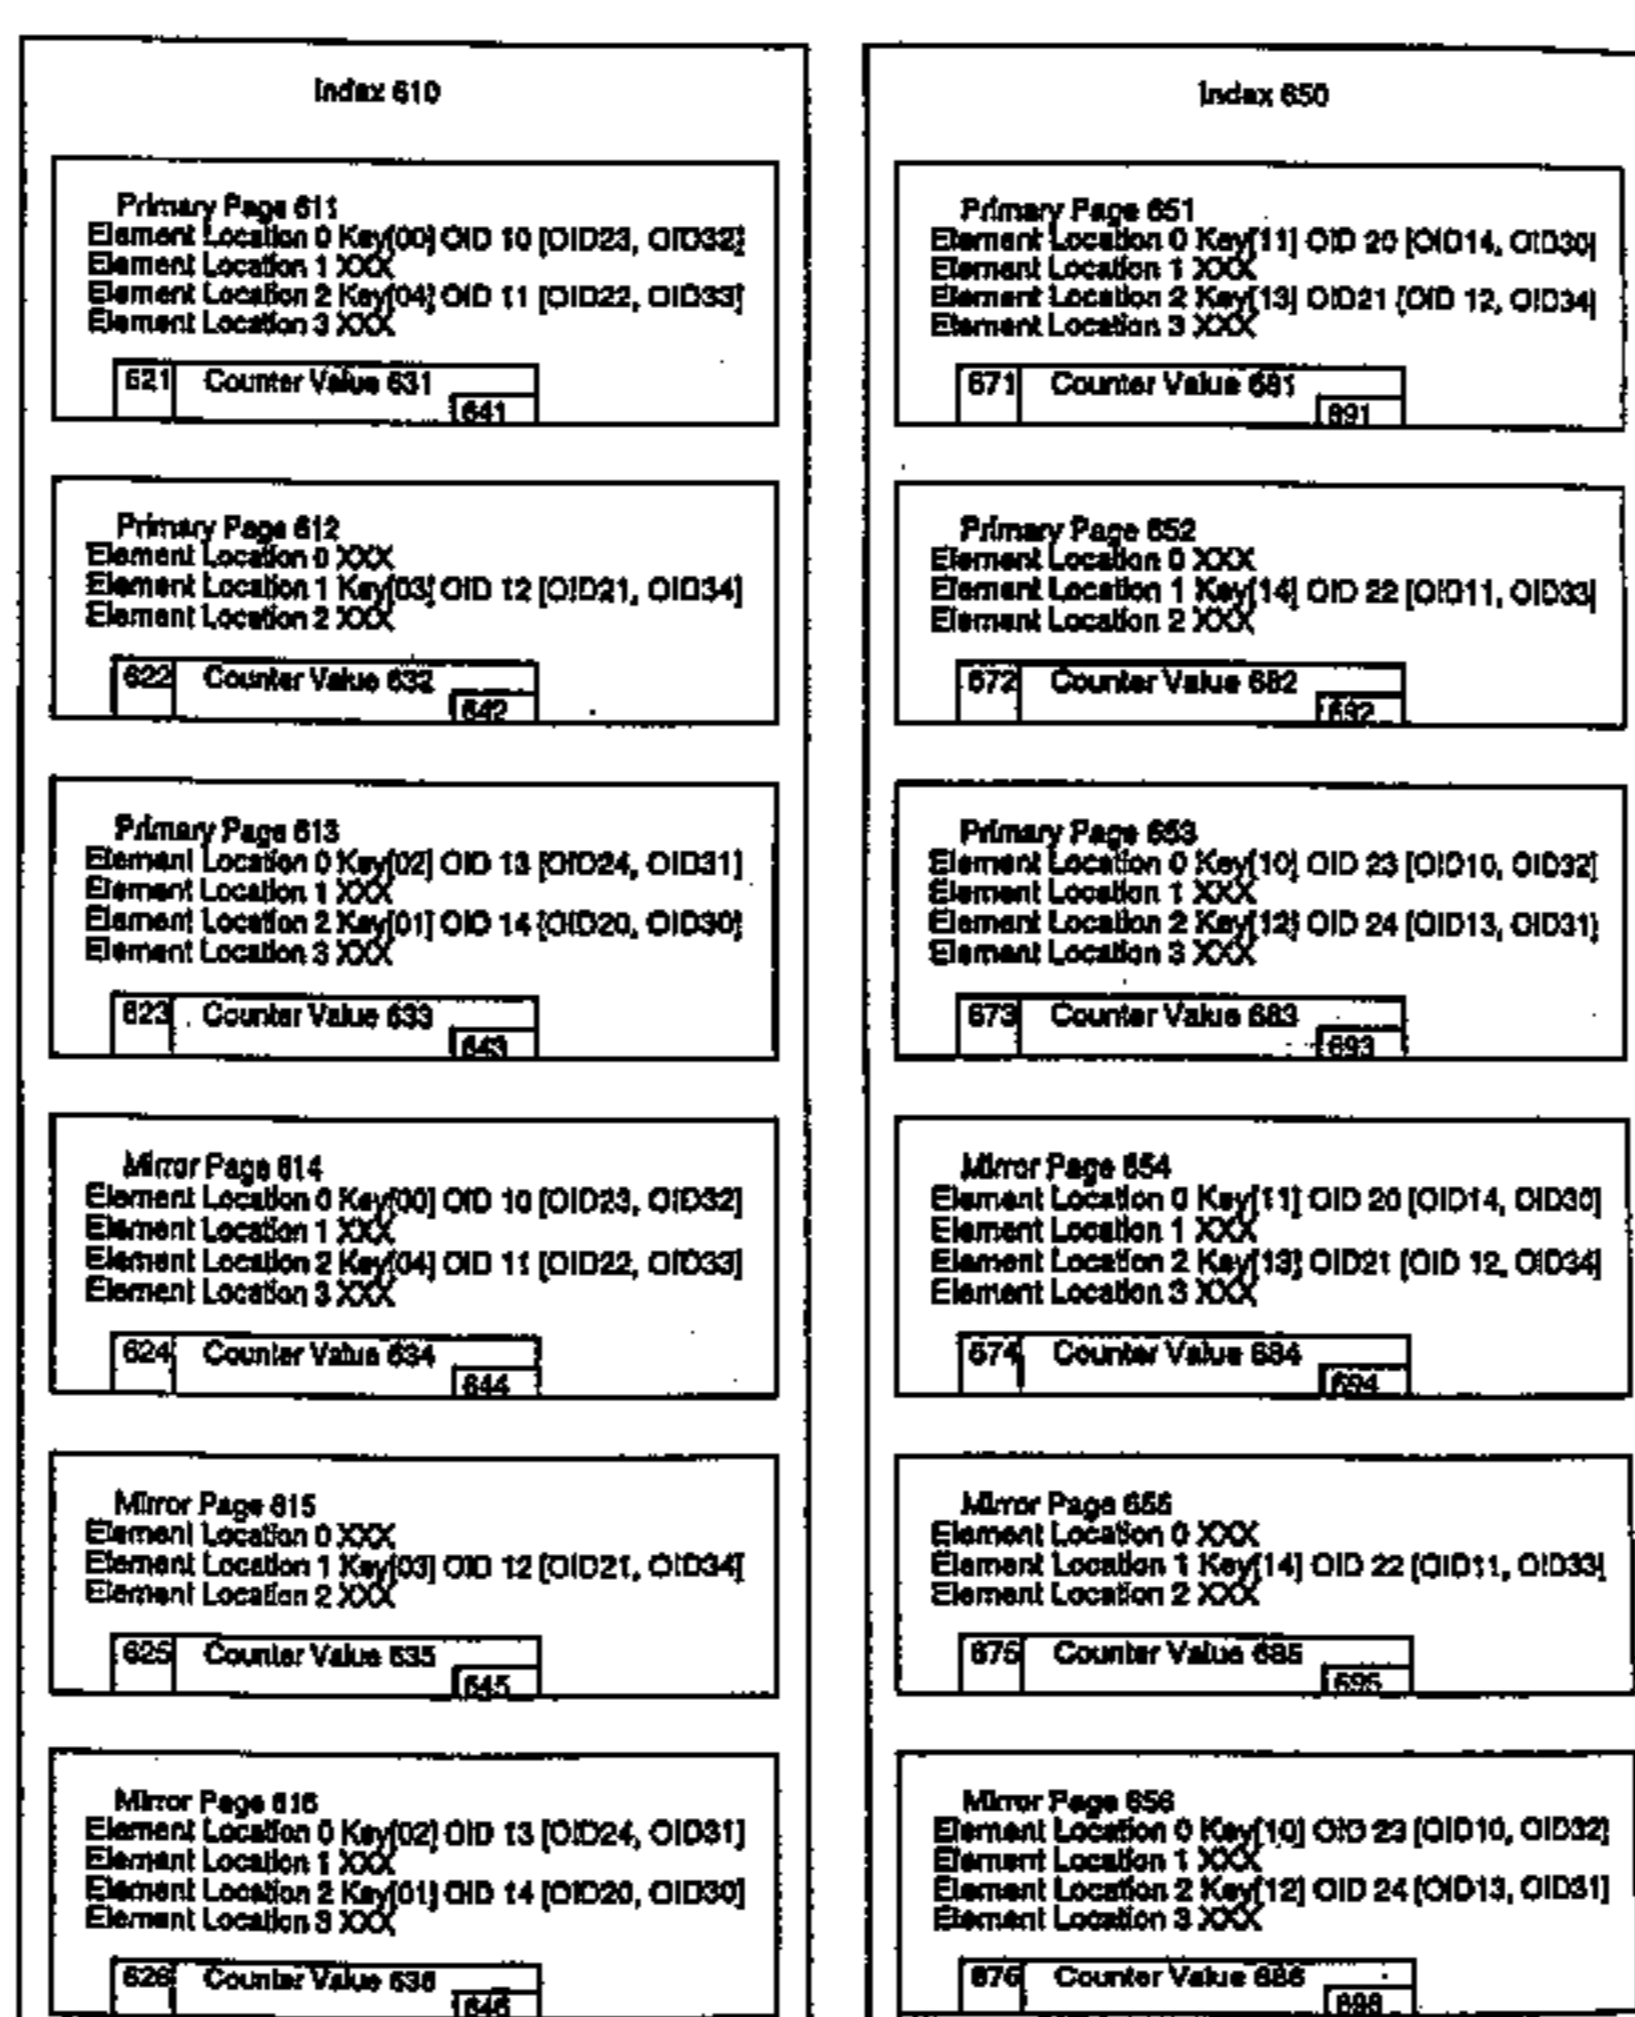 Index 610
Primary Page 611
Element Location 0 Key[00] OID 10 [OID23, OID32]
Element Location 1 XXX
Element Location 2 Key[04] OID 11 [OID22, OID33]
Element Location 3 XXX
621 Counter Value 631
641
Primary Page 612
Element Location 0 XXX
Element Location 1 Key[03] OID 12 [OID21, OID34]
Element Location 2 XXX
622 Counter Value 632
642
Primary Page 613
Element Location 0 Key[02] OID 13 [OID24, OID31]
Element Location 1 XXX
Element Location 2 Key[01] OID 14 [OID20, OID30]
Element Location 3 XXX
623 Counter Value 633
643
Mirror Page 614
Element Location 0 Key[00] OID 10 [OID23, OID32]
Element Location 1 XXX
Element Location 2 Key[04] OID 11 [OID22, OID33]
Element Location 3 XXX
624 Counter Value 634
644
Mirror Page 615
Element Location 0 XXX
Element Location 1 Key[03] OID 12 [OID21, OID34]
Element Location 2 XXX
625 Counter Value 635
645
Mirror Page 616
Element Location 0 Key[02] OID 13 [OID24, OID31]
Element Location 1 XXX
Element Location 2 Key[01] OID 14 [OID20, OID30]
Element Location 3 XXX
626 Counter Value 636
646
Index 650
Primary Page 651
Element Location 0 Key[11] OID 20 [OID14, OID30]
Element Location 1 XXX
Element Location 2 Key[13] OID21 [OID 12, OID34]
Element Location 3 XXX
671 Counter Value 681
691
Primary Page 652
Element Location 0 XXX
Element Location 1 Key[14] OID 22 [OID11, OID33]
Element Location 2 XXX
672 Counter Value 682
692
Primary Page 653
Element Location 0 Key[10] OID 23 [OID10, OID32]
Element Location 1 XXX
Element Location 2 Key[12] OID 24 [OID13, OID31]
Element Location 3 XXX
673 Counter Value 683
693
Mirror Page 654
Element Location 0 Key[11] OID 20 [OID14, OID30]
Element Location 1 XXX
Element Location 2 Key[13] OID21 [OID 12, OID34]
Element Location 3 XXX
674 Counter Value 684
694
Mirror Page 655
Element Location 0 XXX
Element Location 1 Key[14] OID 22 [OID11, OID33]
Element Location 2 XXX
675 Counter Value 685
695
Mirror Page 656
Element Location 0 Key[10] OID 23 [OID10, OID32]
Element Location 1 XXX
Element Location 2 Key[12] OID 24 [OID13, OID31]
Element Location 3 XXX
676 Counter Value 686
696